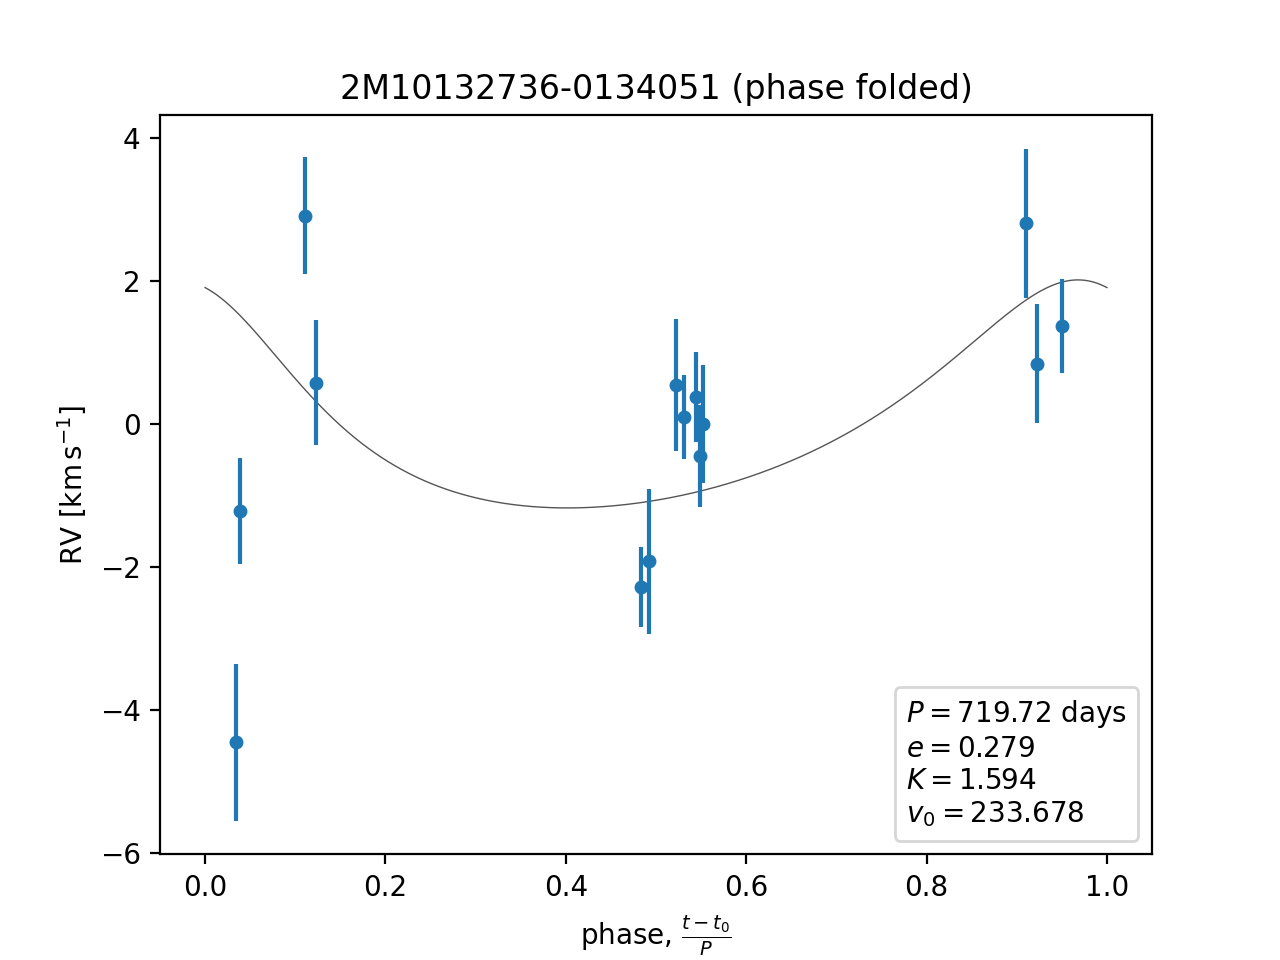 2M10132736-0134051 (phase folded)
RV [km s⁻¹]
4
2
0
−2
−4
−6
P = 719.72 days
e = 0.279
K = 1.594
v₀ = 233.678
0.0 0.2 0.4 0.6 0.8 1.0
phase, (t − t₀)/P